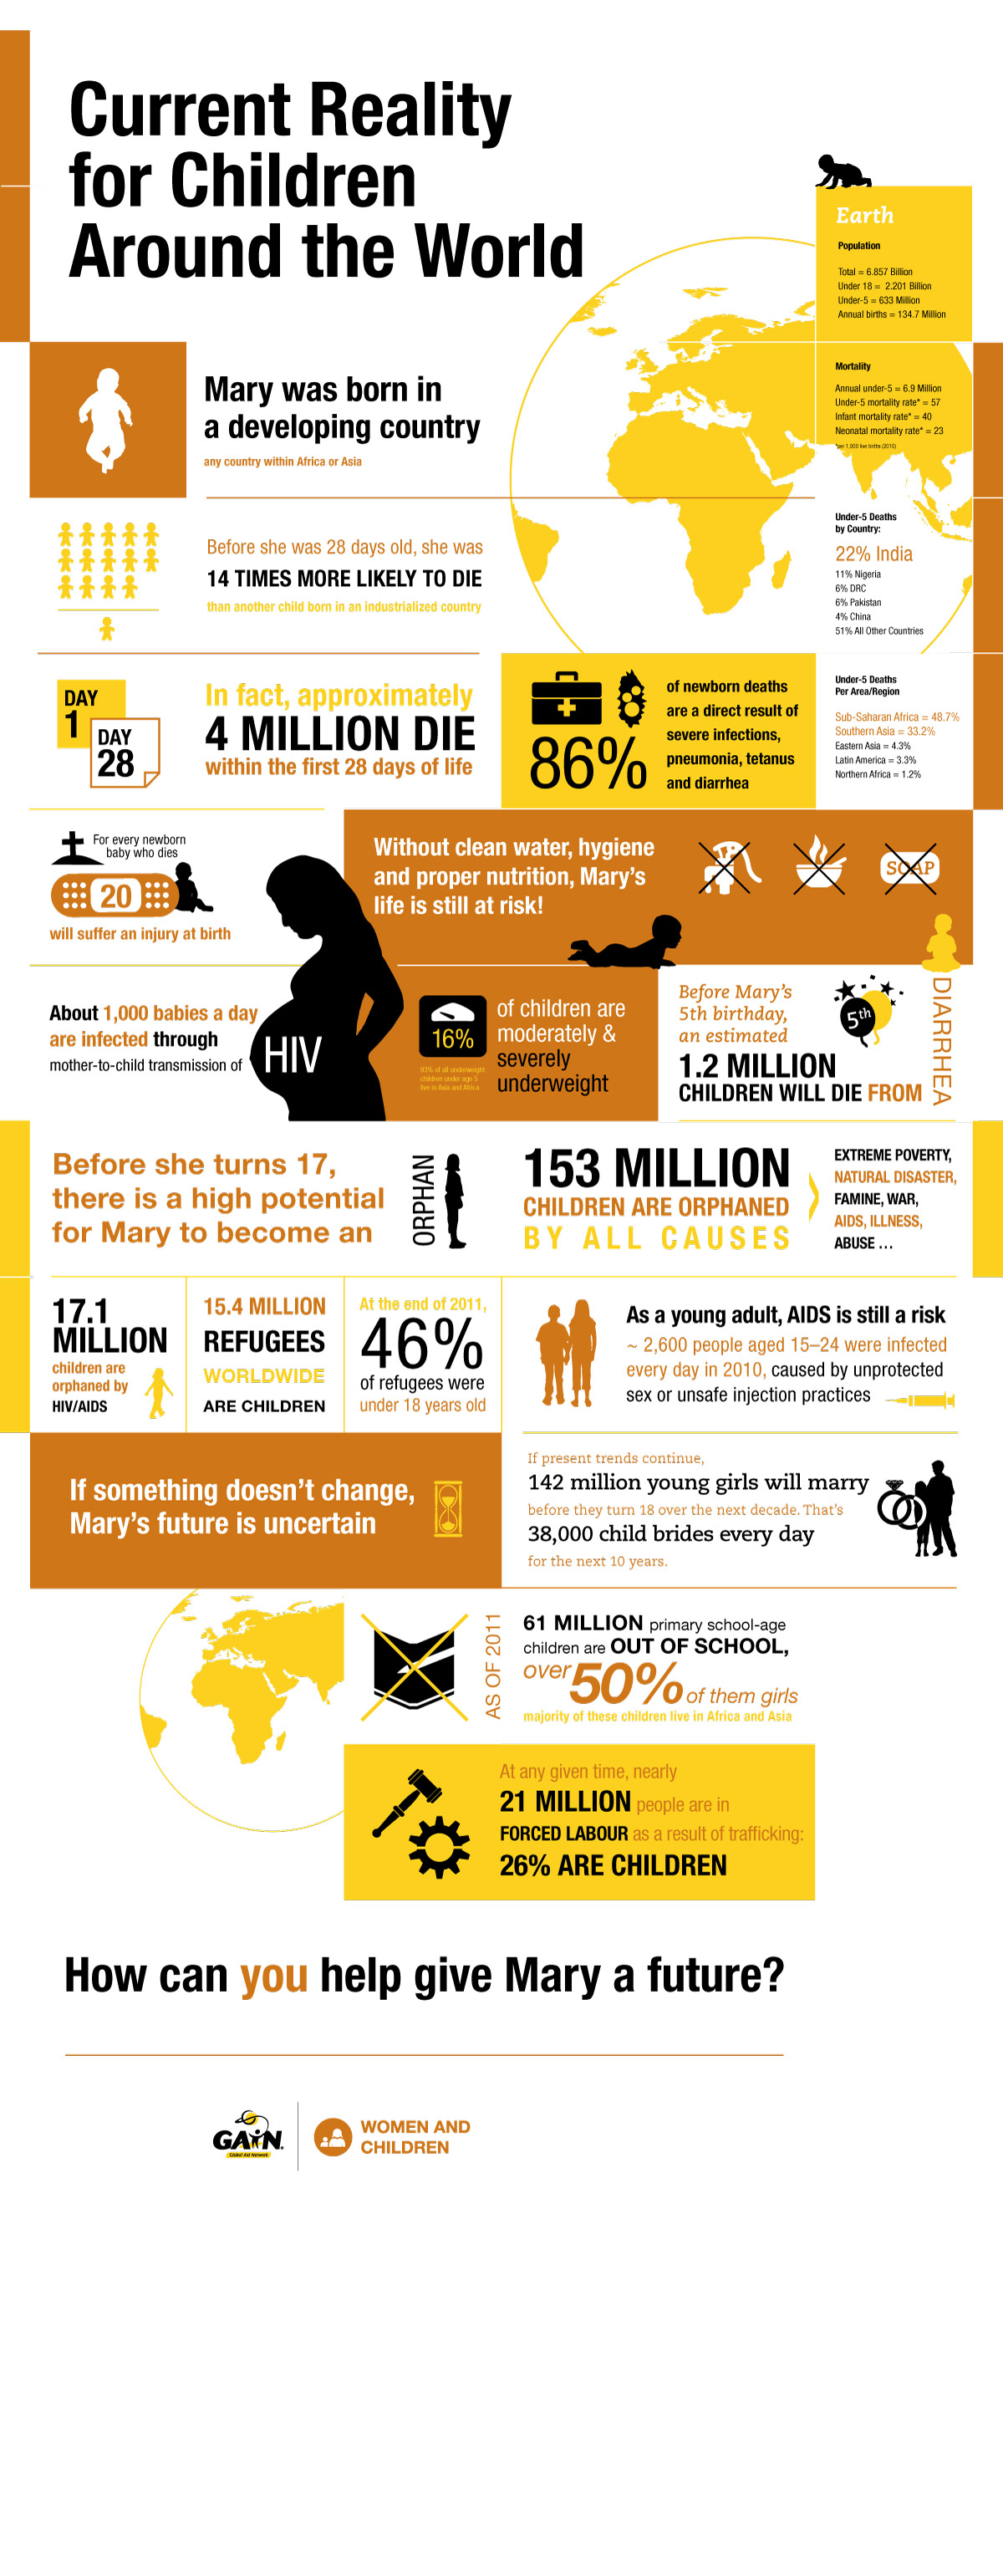 Current Reality
for Children
Around the World
Earth
Population
Total = 6.857 Billion
Under 18 = 2.201 Billion
Under-5 = 633 Million
Annual births = 134.7 Million
Mortality
Annual under-5 = 6.9 Million
Under-5 mortality rate* = 57
Infant mortality rate* = 40
Neonatal mortality rate* = 23
*per 1,000 live births (2010)
Mary was born in
a developing country
any country within Africa or Asia
Under-5 Deaths
by Country:
22% India
11% Nigeria
6% DRC
6% Pakistan
4% China
51% All Other Countries
Before she was 28 days old, she was
14 TIMES MORE LIKELY TO DIE
than another child born in an industrialized country
DAY
1
DAY
28
In fact, approximately
4 MILLION DIE
within the first 28 days of life
86%
of newborn deaths
are a direct result of
severe infections,
pneumonia, tetanus
and diarrhea
Under-5 Deaths
Per Area/Region
Sub-Saharan Africa = 48.7%
Southern Asia = 33.2%
Eastern Asia = 4.3%
Latin America = 3.3%
Northern Africa = 1.2%
For every newborn
baby who dies
20
will suffer an injury at birth
Without clean water, hygiene
and proper nutrition, Mary's
life is still at risk!
SOAP
About 1,000 babies a day
are infected through
mother-to-child transmission of
HIV
16%
93% of all underweight
children under age 5
live in Asia and Africa
of children are
moderately &
severely
underweight
Before Mary's
5th birthday,
an estimated
1.2 MILLION
CHILDREN WILL DIE FROM
5th
DIARRHEA
Before she turns 17,
there is a high potential
for Mary to become an
ORPHAN
153 MILLION
CHILDREN ARE ORPHANED
BY ALL CAUSES
EXTREME POVERTY,
NATURAL DISASTER,
FAMINE, WAR,
AIDS, ILLNESS,
ABUSE ...
17.1
MILLION
children are
orphaned by
HIV/AIDS
15.4 MILLION
REFUGEES
WORLDWIDE
ARE CHILDREN
At the end of 2011,
46%
of refugees were
under 18 years old
As a young adult, AIDS is still a risk
~ 2,600 people aged 15–24 were infected
every day in 2010, caused by unprotected
sex or unsafe injection practices
If something doesn't change,
Mary's future is uncertain
If present trends continue,
142 million young girls will marry
before they turn 18 over the next decade. That's
38,000 child brides every day
for the next 10 years.
AS OF 2011
61 MILLION primary school-age
children are OUT OF SCHOOL,
over 50% of them girls
majority of these children live in Africa and Asia
At any given time, nearly
21 MILLION people are in
FORCED LABOUR as a result of trafficking:
26% ARE CHILDREN
How can you help give Mary a future?
GAiN.
Global Aid Network
WOMEN AND
CHILDREN